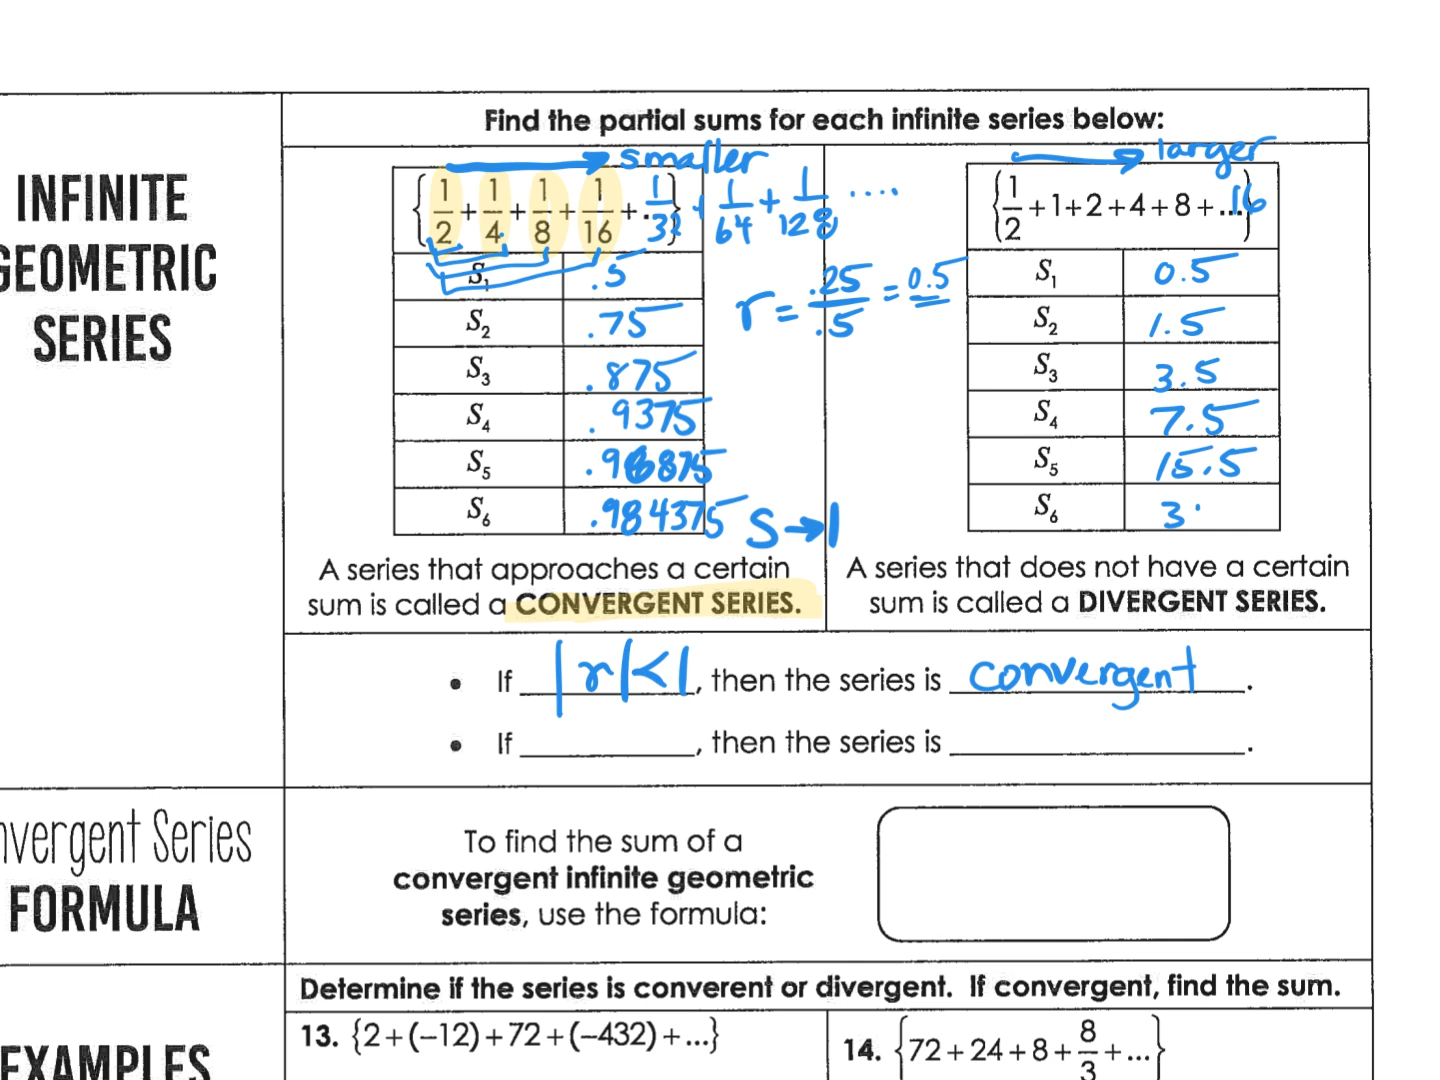 Find the partial sums for each infinite series below:
INFINITE
GEOMETRIC
SERIES
smaller
{1/2 + 1/4 + 1/8 + 1/16 + ... 1/32} + 1/64 + 1/128 ....
S₁ .5
S₂ .75
S₃ .875
S₄ .9375
S₅ .96875
S₆ .984375
S → 1
r = .25/.5 = 0.5
A series that approaches a certain
sum is called a CONVERGENT SERIES.
larger
{1/2 + 1 + 2 + 4 + 8 + ...} 16
S₁ 0.5
S₂ 1.5
S₃ 3.5
S₄ 7.5
S₅ 15.5
S₆ 3
A series that does not have a certain
sum is called a DIVERGENT SERIES.
• If |r|<1, then the series is convergent.
• If ________, then the series is ________.
nvergent Series
FORMULA
To find the sum of a
convergent infinite geometric
series, use the formula:
EXAMPLES
Determine if the series is converent or divergent. If convergent, find the sum.
13. {2+(−12)+72+(−432)+...}
14. {72+24+8+8/3+...}